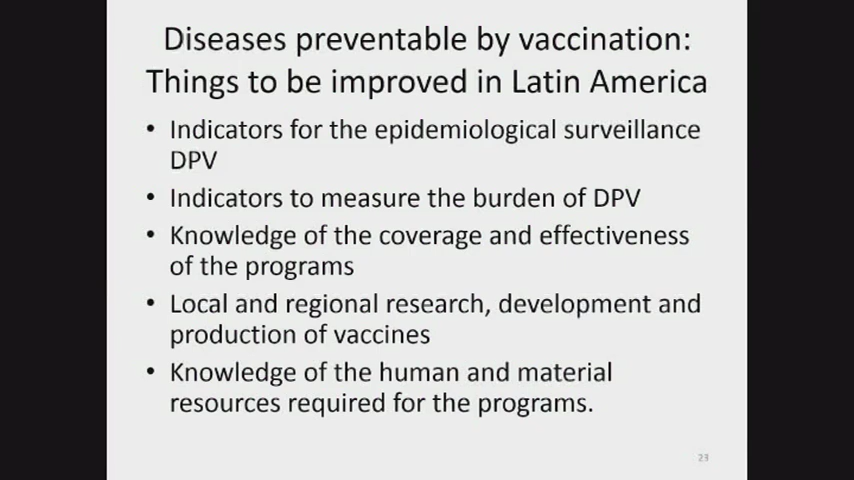 Diseases preventable by vaccination:
Things to be improved in Latin America
• Indicators for the epidemiological surveillance
DPV
• Indicators to measure the burden of DPV
• Knowledge of the coverage and effectiveness
of the programs
• Local and regional research, development and
production of vaccines
• Knowledge of the human and material
resources required for the programs.
23